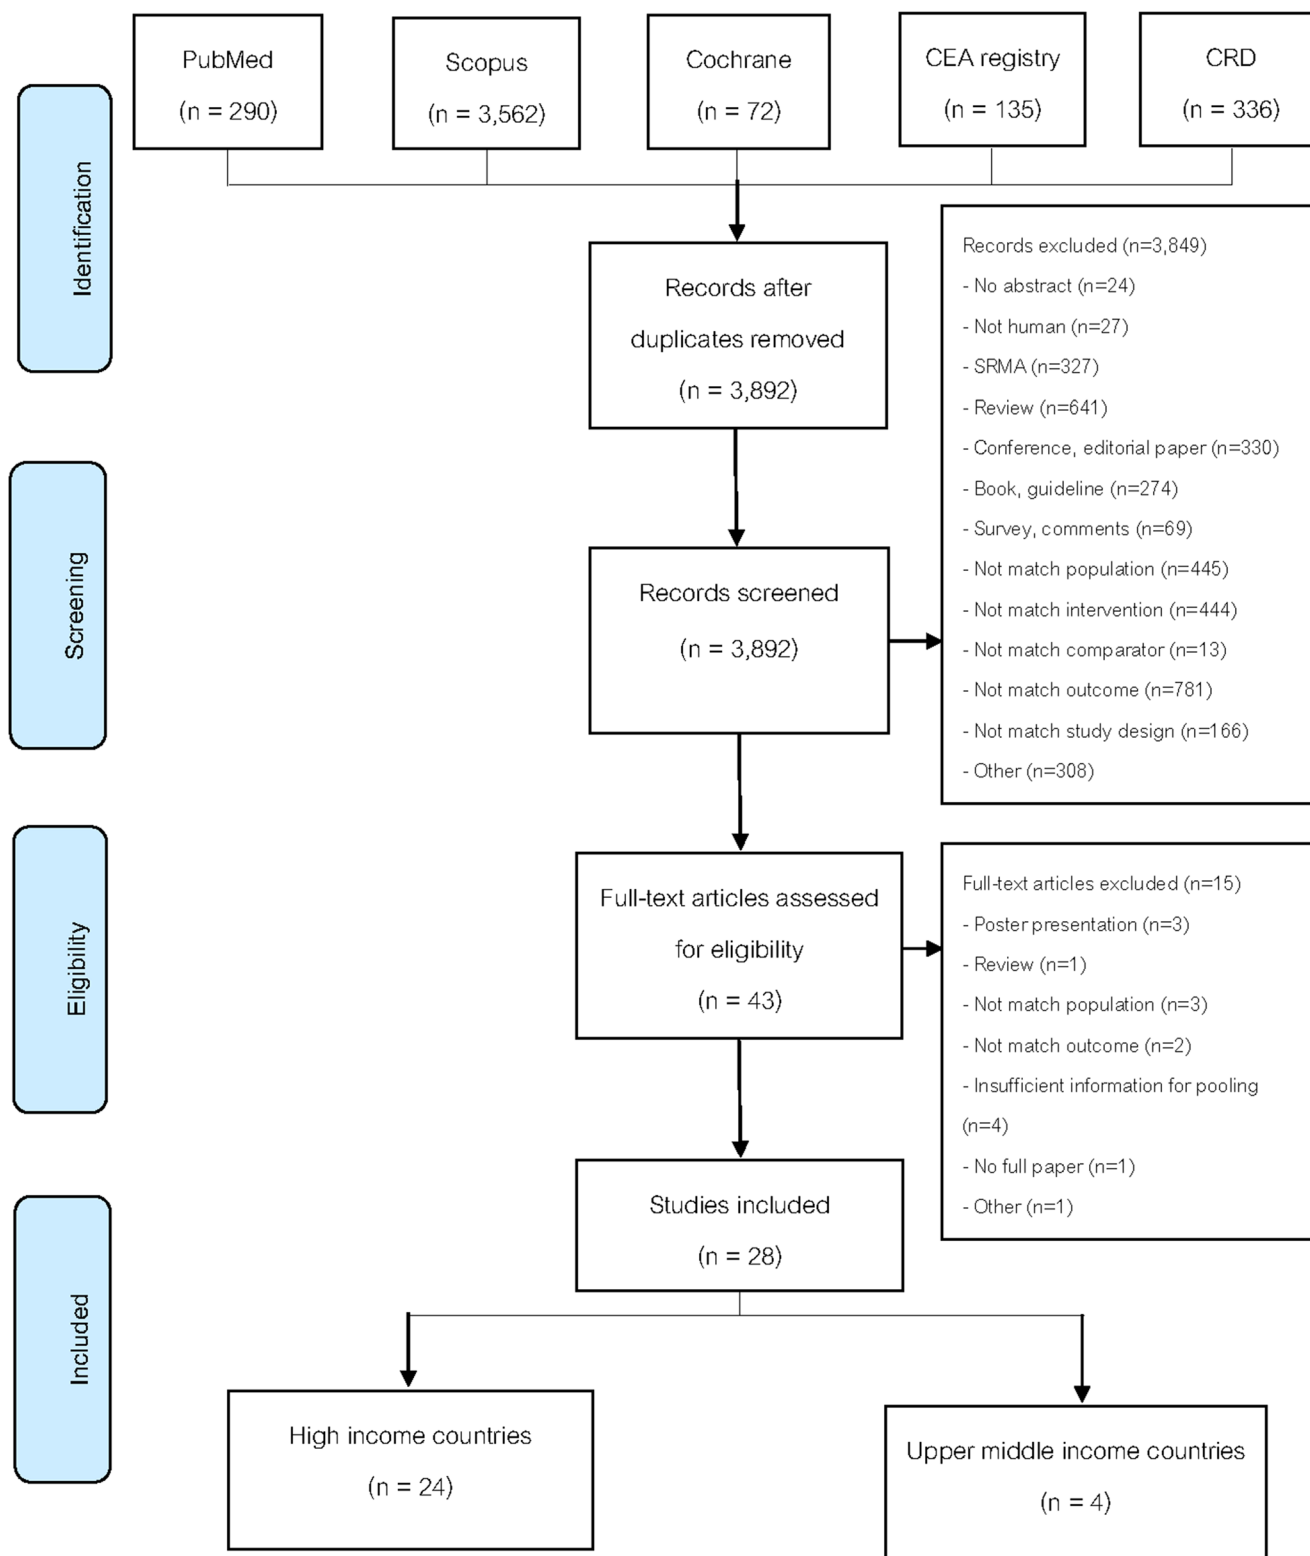 PubMed
(n = 290)
Scopus
(n = 3,562)
Cochrane
(n = 72)
CEA registry
(n = 135)
CRD
(n = 336)
Identification
Records after
duplicates removed
(n = 3,892)
Records excluded (n=3,849)
- No abstract (n=24)
- Not human (n=27)
- SRMA (n=327)
- Review (n=641)
- Conference, editorial paper (n=330)
- Book, guideline (n=274)
- Survey, comments (n=69)
- Not match population (n=445)
- Not match intervention (n=444)
- Not match comparator (n=13)
- Not match outcome (n=781)
- Not match study design (n=166)
- Other (n=308)
Screening
Records screened
(n = 3,892)
Eligibility
Full-text articles assessed
for eligibility
(n = 43)
Full-text articles excluded (n=15)
- Poster presentation (n=3)
- Review (n=1)
- Not match population (n=3)
- Not match outcome (n=2)
- Insufficient information for pooling
(n=4)
- No full paper (n=1)
- Other (n=1)
Included
Studies included
(n = 28)
High income countries
(n = 24)
Upper middle income countries
(n = 4)